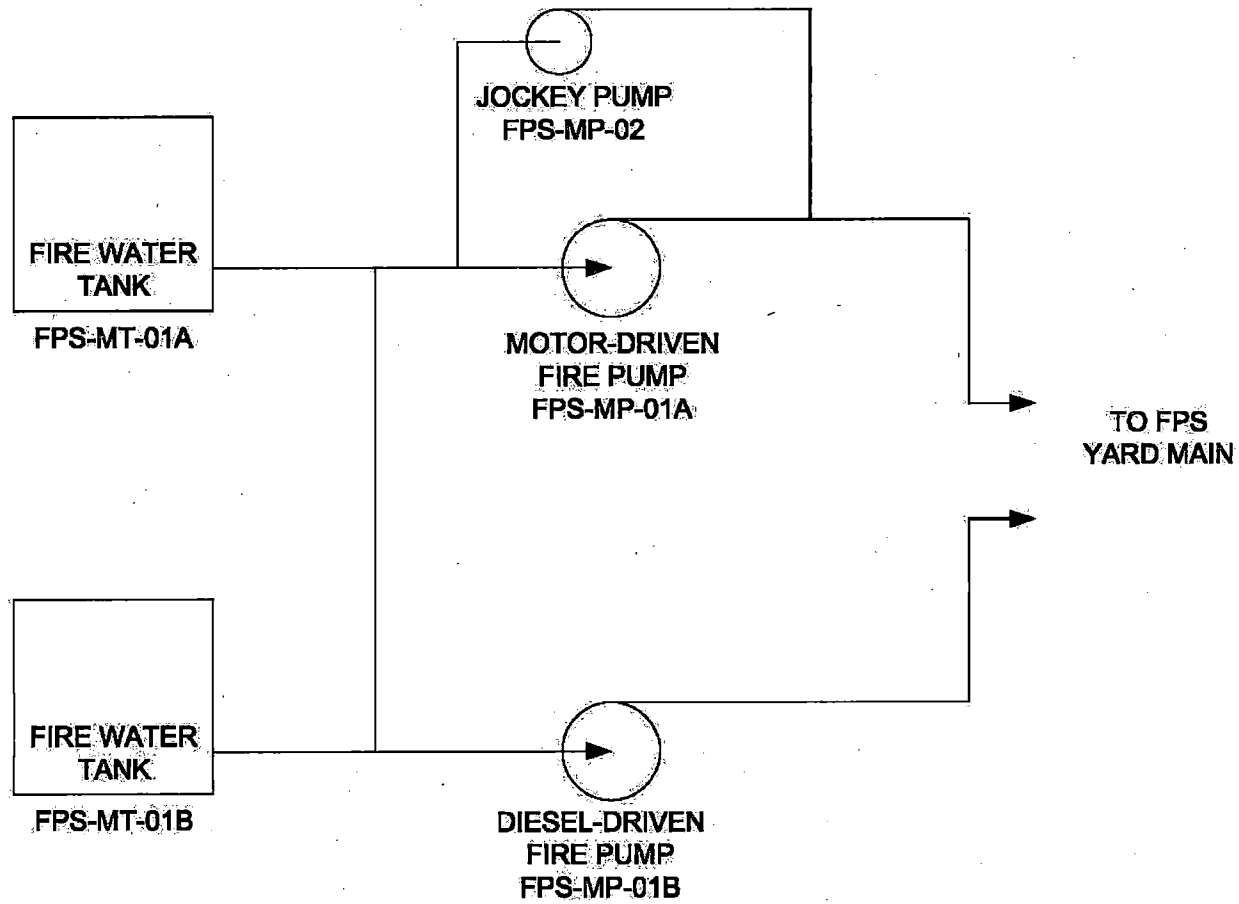 JOCKEY PUMP
FPS-MP-02
FIRE WATER
TANK
FPS-MT-01A
MOTOR-DRIVEN
FIRE PUMP
FPS-MP-01A
TO FPS
YARD MAIN
FIRE WATER
TANK
FPS-MT-01B
DIESEL-DRIVEN
FIRE PUMP
FPS-MP-01B